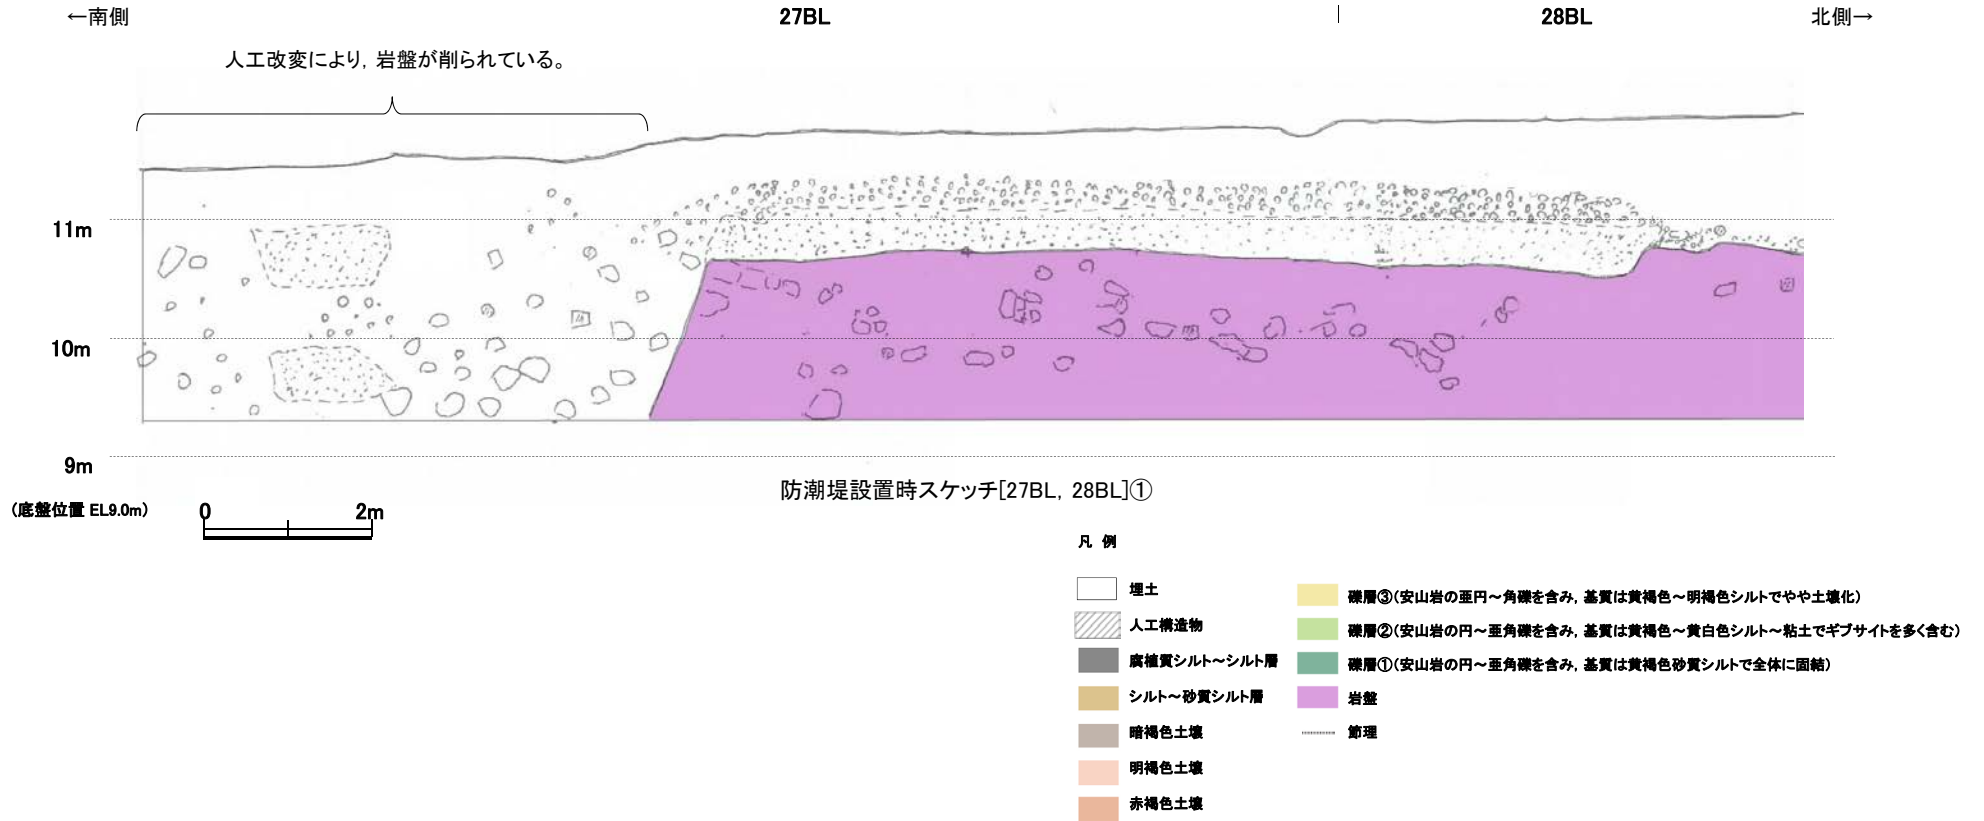 ←南側 27BL 28BL 北側→
人工改変により, 岩盤が削られている。
11m
10m
9m
(底盤位置 EL9.0m)
0 2m
防潮堤設置時スケッチ[27BL, 28BL]①
凡 例
埋土
人工構造物
腐植質シルト～シルト層
シルト～砂質シルト層
暗褐色土壌
明褐色土壌
赤褐色土壌
礫層③(安山岩の亜円～角礫を含み, 基質は黄褐色～明褐色シルトでやや土壌化)
礫層②(安山岩の円～亜角礫を含み, 基質は黄褐色～黄白色シルト～粘土でギブサイトを多く含む)
礫層①(安山岩の円～亜角礫を含み, 基質は黄褐色砂質シルトで全体に固結)
岩盤
節理